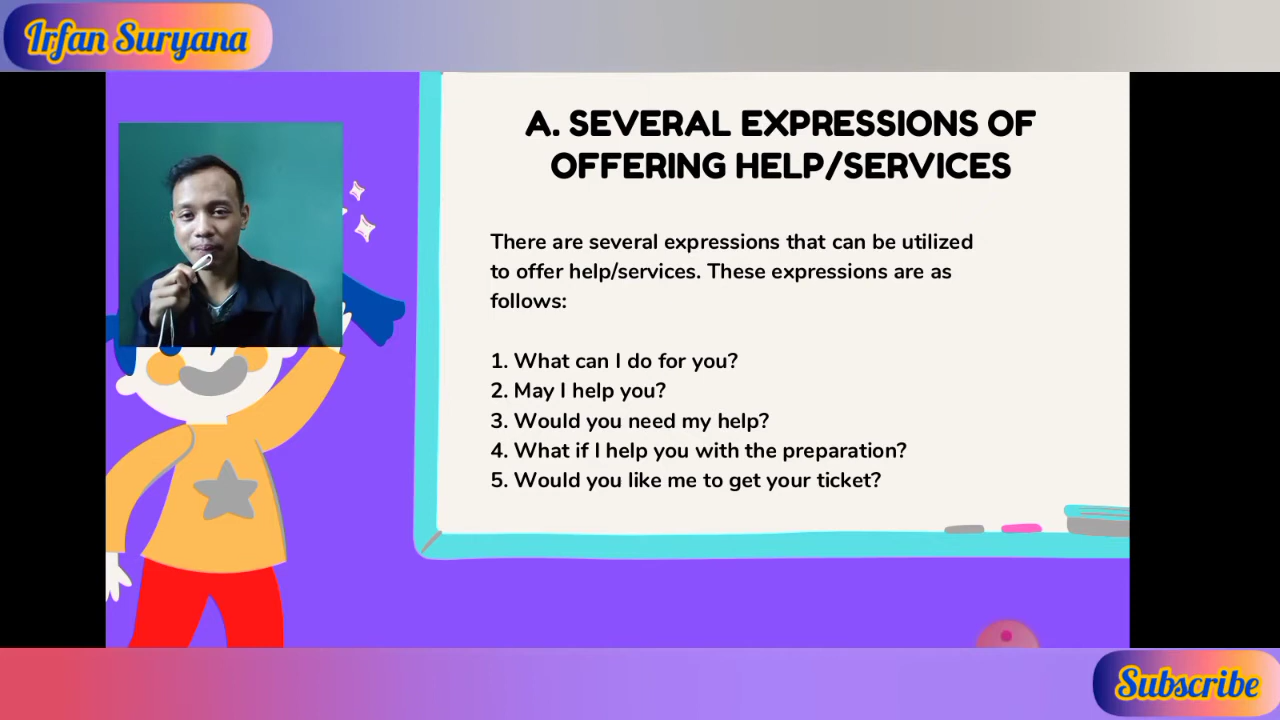 Irfan Suryana
A. SEVERAL EXPRESSIONS OF
OFFERING HELP/SERVICES
There are several expressions that can be utilized
to offer help/services. These expressions are as
follows:
1. What can I do for you?
2. May I help you?
3. Would you need my help?
4. What if I help you with the preparation?
5. Would you like me to get your ticket?
Subscribe